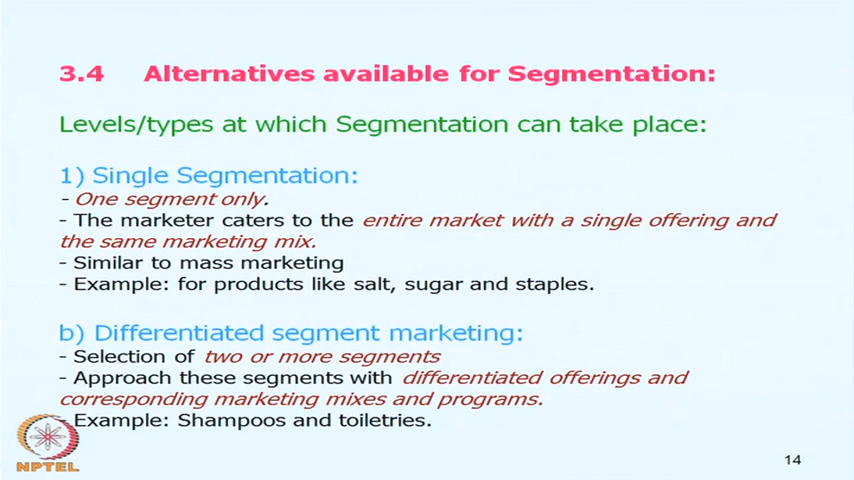 3.4 Alternatives available for Segmentation:
Levels/types at which Segmentation can take place:
1) Single Segmentation:
- One segment only.
- The marketer caters to the entire market with a single offering and
the same marketing mix.
- Similar to mass marketing
- Example: for products like salt, sugar and staples.
b) Differentiated segment marketing:
- Selection of two or more segments
- Approach these segments with differentiated offerings and
corresponding marketing mixes and programs.
- Example: Shampoos and toiletries.
NPTEL
14